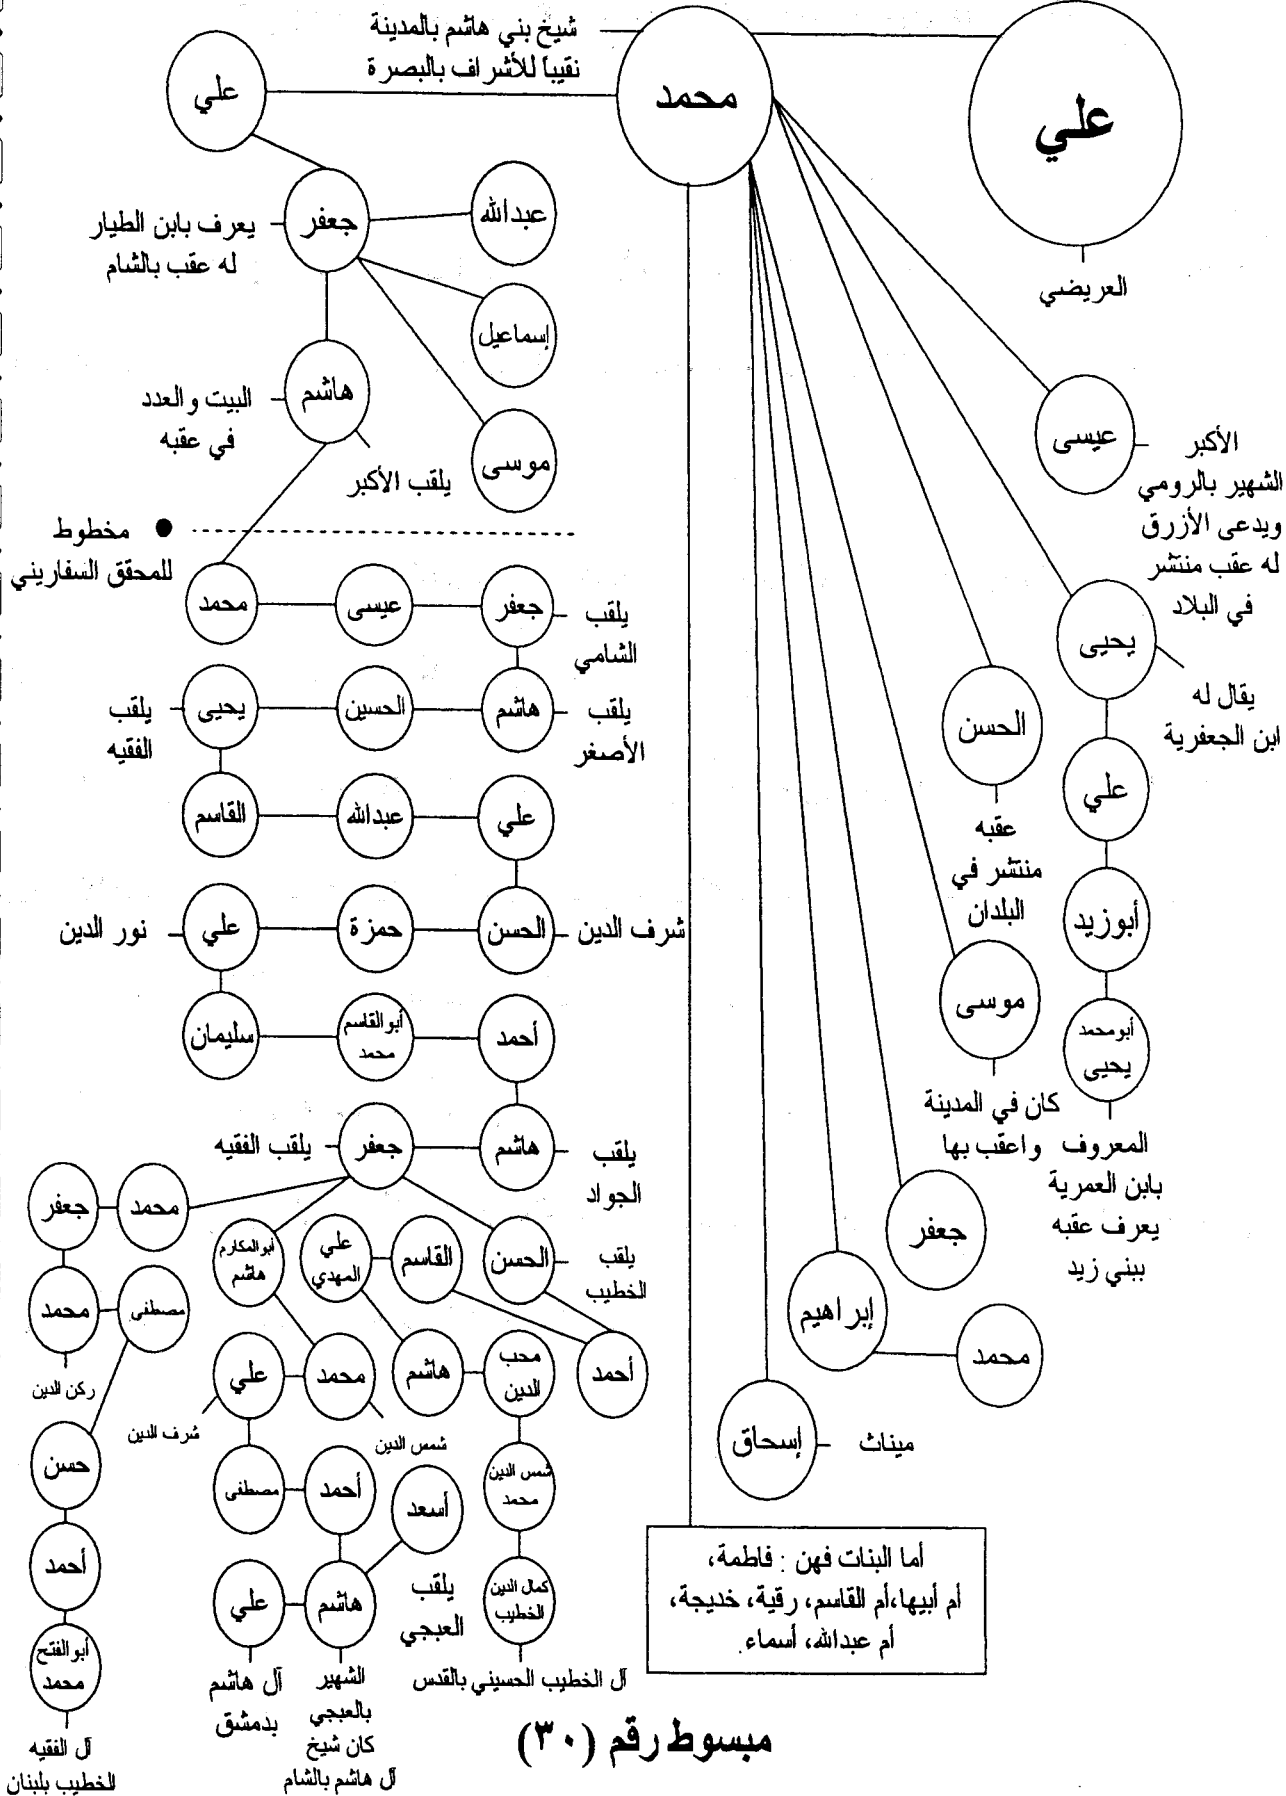 شيخ بني هاشم بالمدينة
نقيباً للأشراف بالبصرة
علي
العريضي
محمد
علي
جعفر
يعرف بابن الطيار
له عقب بالشام
عبدالله
إسماعيل
موسى
هاشم
البيت والعدد
في عقبه
يلقب الأكبر
مخطوط
للمحقق السفاريني
عيسى
الأكبر
الشهير بالرومي
ويدعى الأزرق
له عقب منتشر
في البلاد
يحيى
يقال له
ابن الجعفرية
علي
أبوزيد
أبومحمد
يحيى
المعروف
بابن العمرية
يعرف عقبه
ببني زيد
الحسن
عقبه
منتشر في
البلدان
موسى
كان في المدينة
واعقب بها
جعفر
إبراهيم
محمد
إسحاق
ميناث
أما البنات فهن : فاطمة،
أم أبيها،أم القاسم، رقية، خديجة،
أم عبدالله، أسماء.
محمد
عيسى
جعفر
يلقب
الشامي
هاشم
يلقب
الأصغر
الحسين
يحيى
يلقب
الفقيه
القاسم
عبدالله
علي
الحسن
شرف الدين
حمزة
علي
نور الدين
سليمان
أبوالقاسم
محمد
أحمد
هاشم
يلقب
الجواد
جعفر
يلقب الفقيه
الحسن
يلقب
الخطيب
أحمد
القاسم
علي
المهدي
هاشم
محب
الدين
شمس الدين
محمد
كمال الدين
الخطيب
آل الخطيب الحسيني بالقدس
أبوالمكارم
هاشم
محمد
شمس الدين
علي
شرف الدين
مصطفى
أحمد
هاشم
أسعد
يلقب
العبجي
علي
آل هاشم
بدمشق
الشهير
بالعبجي
كان شيخ
آل هاشم بالشام
محمد
جعفر
محمد
ركن الدين
مصطفى
حسن
أحمد
أبوالفتح
محمد
آل الفقيه
الخطيب بلبنان
مبسوط رقم (٣٠)